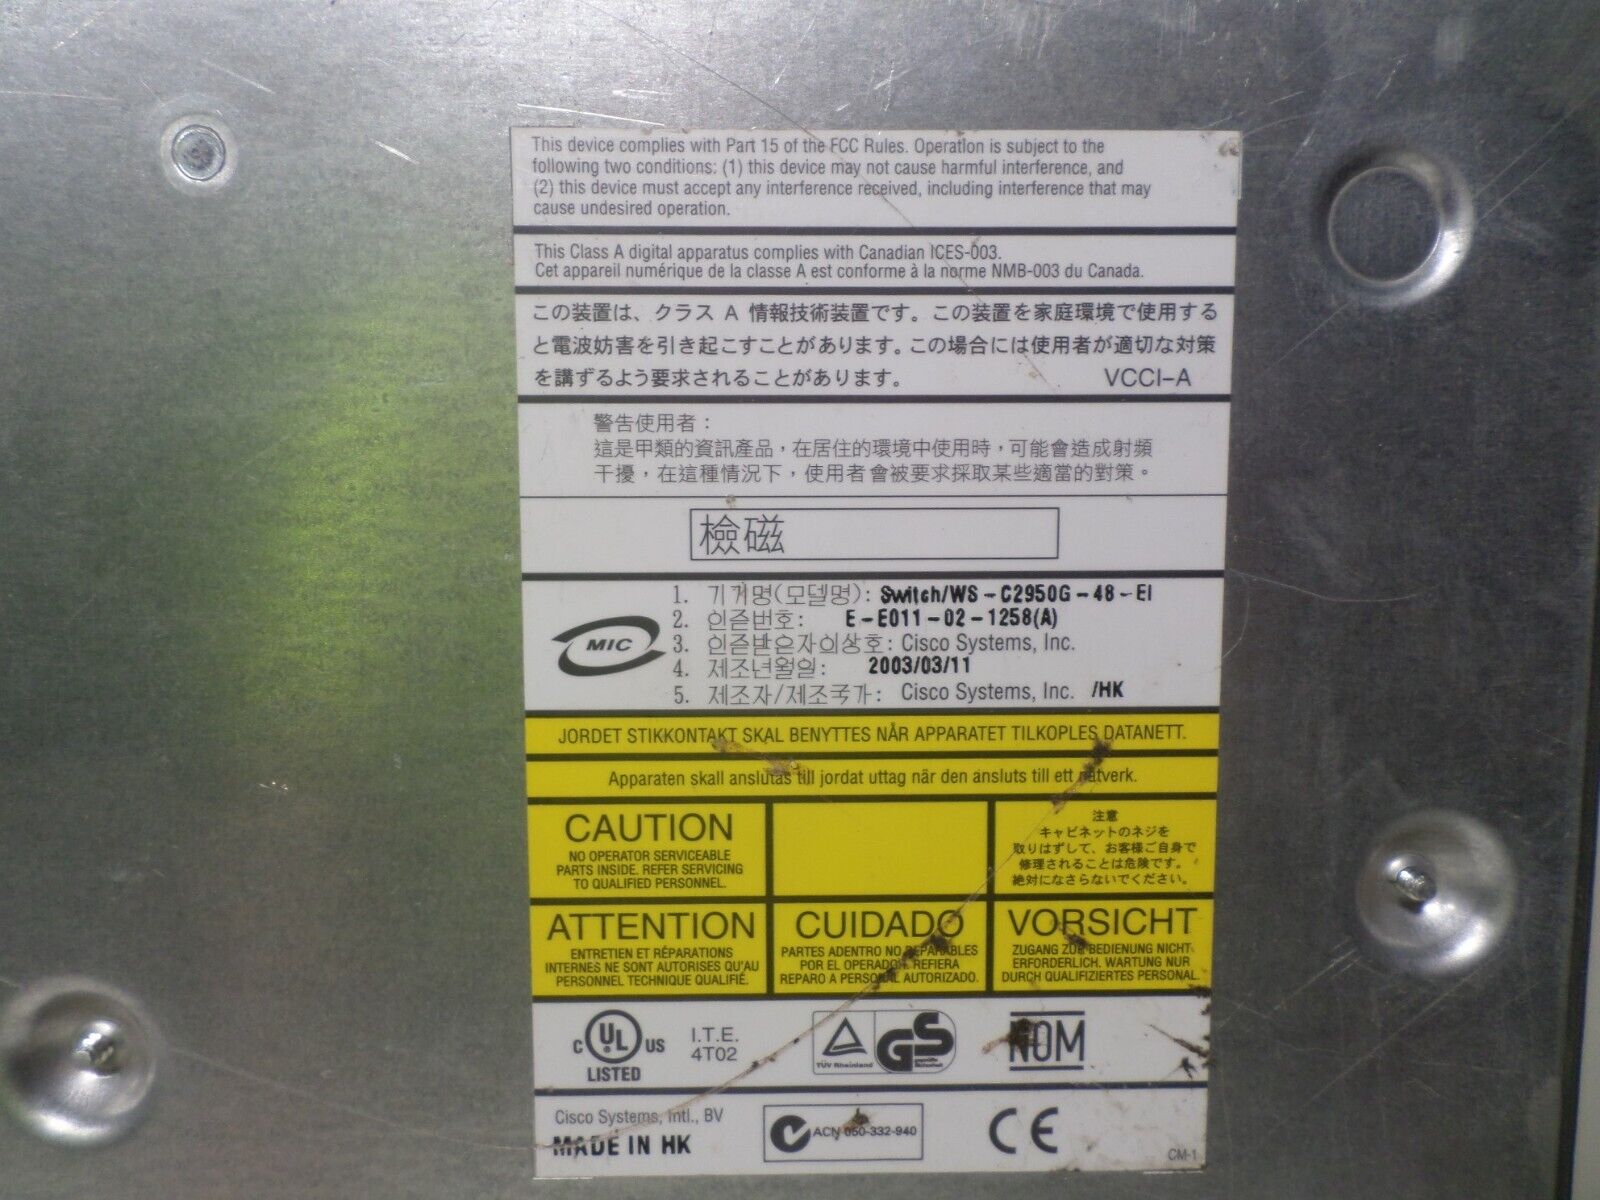 This device complies with Part 15 of the FCC Rules. Operation is subject to the
following two conditions: (1) this device may not cause harmful interference, and
(2) this device must accept any interference received, including interference that may
cause undesired operation.
This Class A digital apparatus complies with Canadian ICES-003.
Cet appareil numérique de la classe A est conforme à la norme NMB-003 du Canada.
この装置は、クラス A 情報技術装置です。この装置を家庭環境で使用する
と電波妨害を引き起こすことがあります。この場合には使用者が適切な対策
を講ずるよう要求されることがあります。 VCCI-A
警告使用者：
這是甲類的資訊產品，在居住的環境中使用時，可能會造成射頻
干擾，在這種情況下，使用者會被要求採取某些適當的對策。
檢磁
MIC
1. 기기명(모델명): Switch/WS-C2950G-48-EI
2. 인증번호: E-E011-02-1258(A)
3. 인증받은자의상호: Cisco Systems, Inc.
4. 제조년월일: 2003/03/11
5. 제조자/제조국가: Cisco Systems, Inc. /HK
JORDET STIKKONTAKT SKAL BENYTTES NÅR APPARATET TILKOPLES DATANETT.
Apparaten skall anslutas till jordat uttag när den ansluts till ett nätverk.
CAUTION
NO OPERATOR SERVICEABLE
PARTS INSIDE. REFER SERVICING
TO QUALIFIED PERSONNEL.
注意
キャビネットのネジを
取りはずして、お客様ご自身で
修理されることは危険です。
絶対になさらないでください。
ATTENTION
ENTRETIEN ET RÉPARATIONS
INTERNES NE SONT AUTORISÉS QU'AU
PERSONNEL TECHNIQUE QUALIFIÉ.
CUIDADO
PARTES ADENTRO NO REPARABLES
POR EL OPERADOR. REFIERA
REPARO A PERSONAL AUTORIZADO.
VORSICHT
ZUGANG ZUR BEDIENUNG NICHT
ERFORDERLICH. WARTUNG NUR
DURCH QUALIFIZIERTES PERSONAL.
C UL US
LISTED
I.T.E.
4T02
TÜV Rheinland
GS
geprüfte
Sicherheit
NOM
Cisco Systems, Intl., BV
MADE IN HK
ACN 050-332-940
CE
CM-1